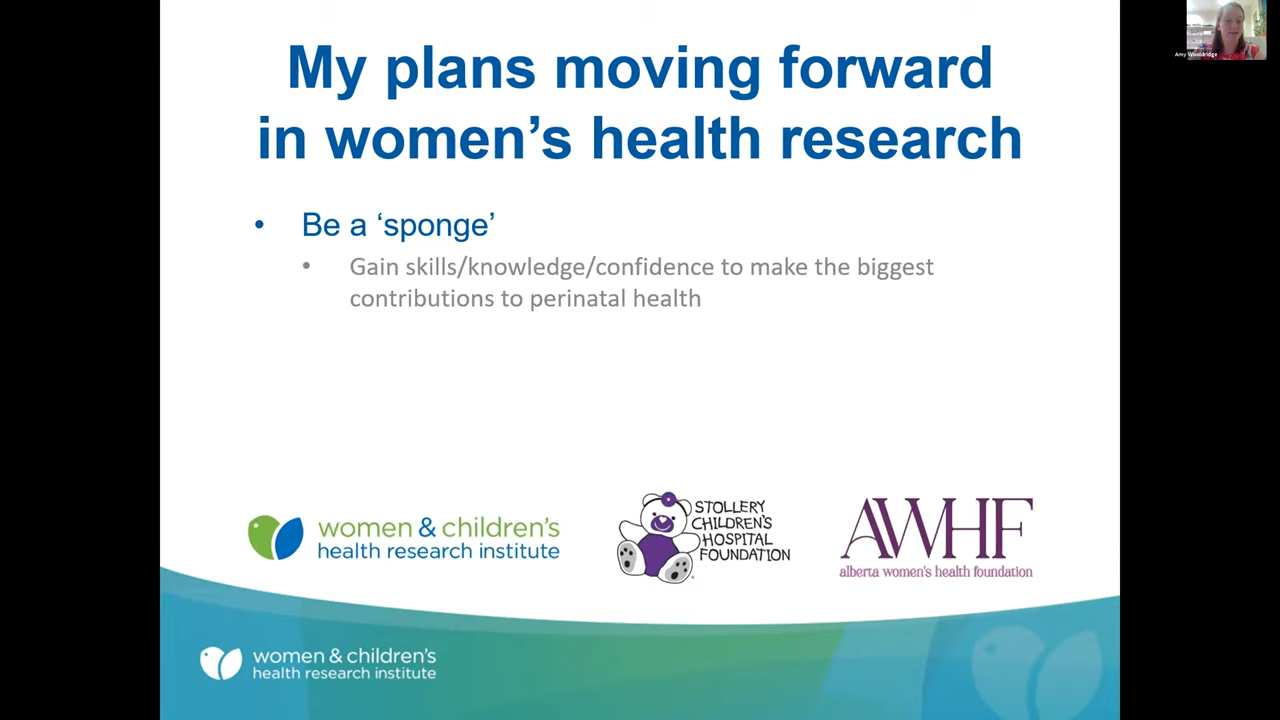 My plans moving forward
in women’s health research
• Be a ‘sponge’
• Gain skills/knowledge/confidence to make the biggest
contributions to perinatal health
women & children's
health research institute
STOLLERY
CHILDREN'S
HOSPITAL
FOUNDATION
AWHF
alberta women's health foundation
women & children's
health research institute
Amy Wooldridge